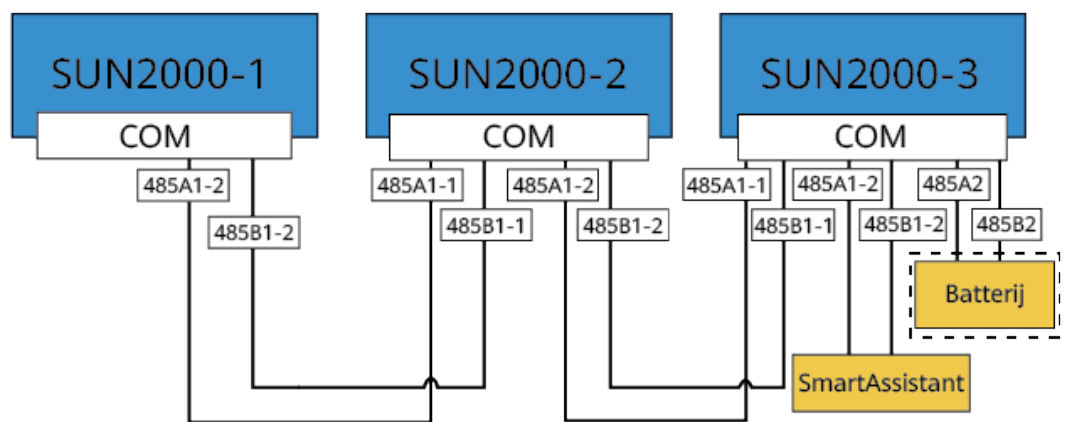 SUN2000-1
SUN2000-2
SUN2000-3
COM
COM
COM
485A1-2
485A1-1
485A1-2
485A1-1
485A1-2
485A2
485B1-2
485B1-1
485B1-2
485B1-1
485B1-2
485B2
Batterij
SmartAssistant